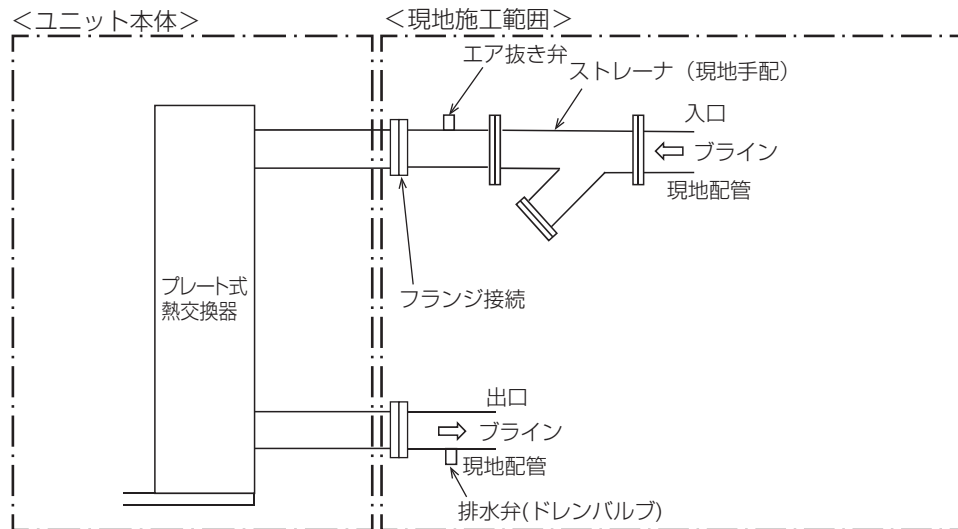 ＜ユニット本体＞
＜現地施工範囲＞
エア抜き弁
ストレーナ（現地手配）
入口
ブライン
現地配管
プレート式
熱交換器
フランジ接続
出口
ブライン
現地配管
排水弁(ドレンバルブ)